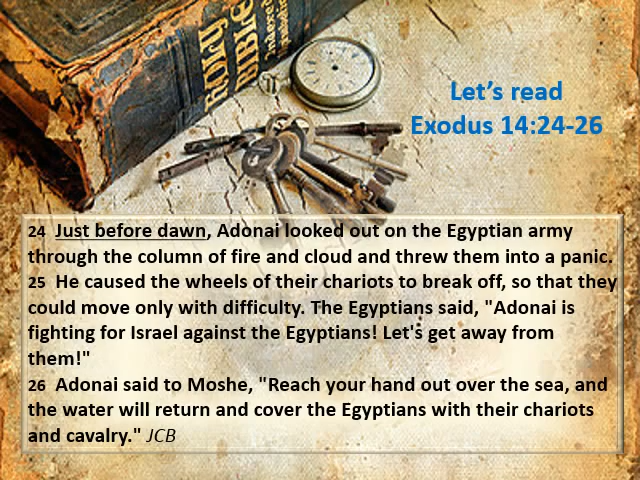 HOLY
BIBLE
Indexed
Let’s read
Exodus 14:24-26
24 Just before dawn, Adonai looked out on the Egyptian army
through the column of fire and cloud and threw them into a panic.
25 He caused the wheels of their chariots to break off, so that they
could move only with difficulty. The Egyptians said, "Adonai is
fighting for Israel against the Egyptians! Let's get away from
them!"
26 Adonai said to Moshe, "Reach your hand out over the sea, and
the water will return and cover the Egyptians with their chariots
and cavalry." JCB